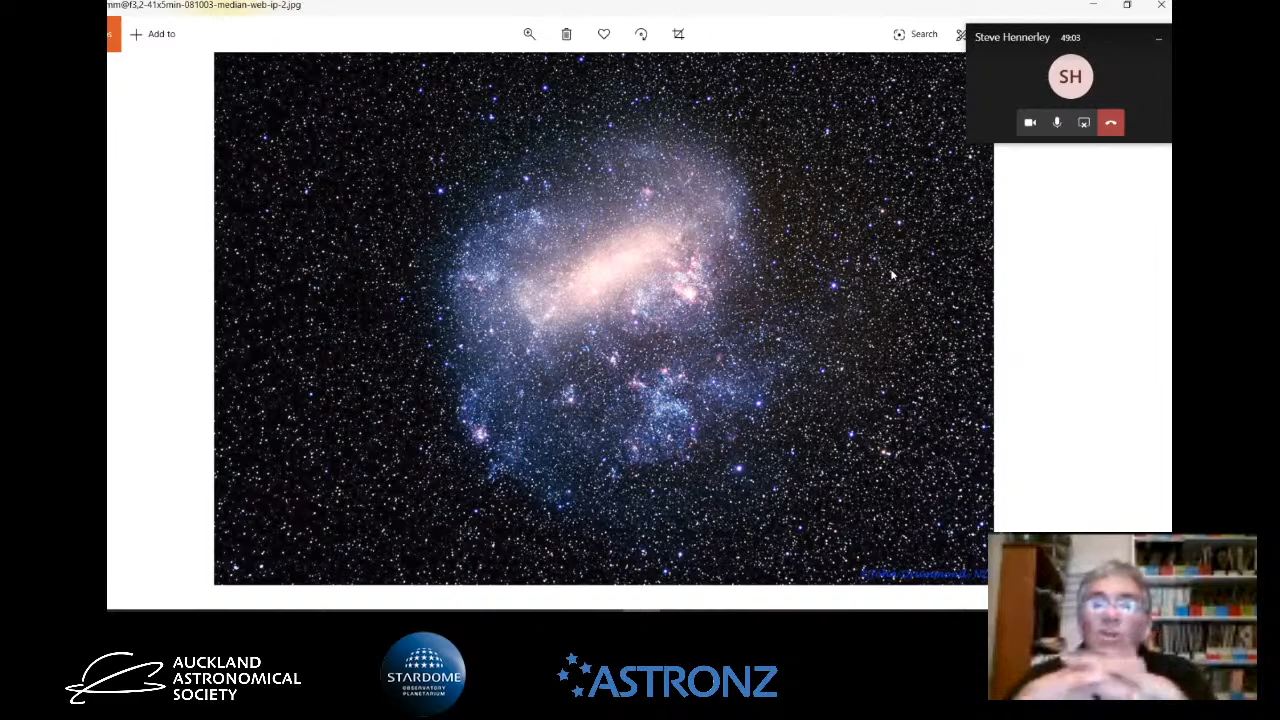 mm@f3,2-41x5min-081003-median-web-ip-2.jpg
Add to
Search
Steve Hennerley 49:03
SH
AUCKLAND
ASTRONOMICAL
SOCIETY
STARDOME
OBSERVATORY
PLANETARIUM
ASTRONZ